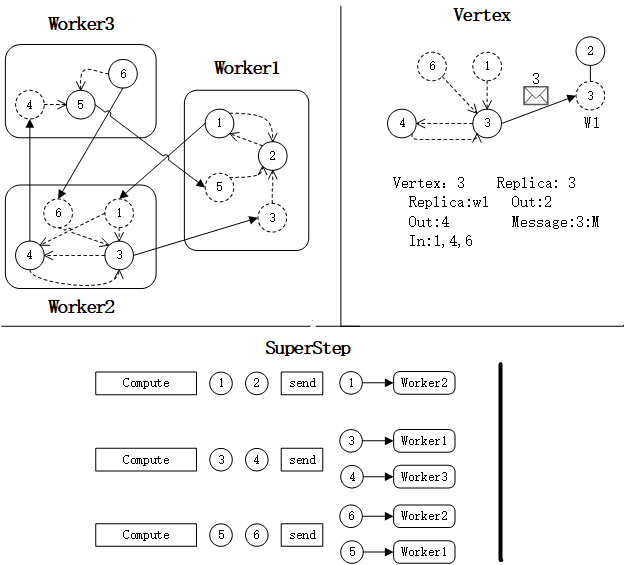 Worker3
6
4
5
Worker1
1
2
5
3
6
1
4
3
Worker2
Vertex
2
6
1
3
3
4
3
W1
Vertex: 3 Replica: 3
Replica:w1 Out:2
Out:4 Message:3:M
In:1,4,6
SuperStep
Compute 1 2 send 1 Worker2
3 Worker1
Compute 3 4 send
4 Worker3
6 Worker2
Compute 5 6 send
5 Worker1